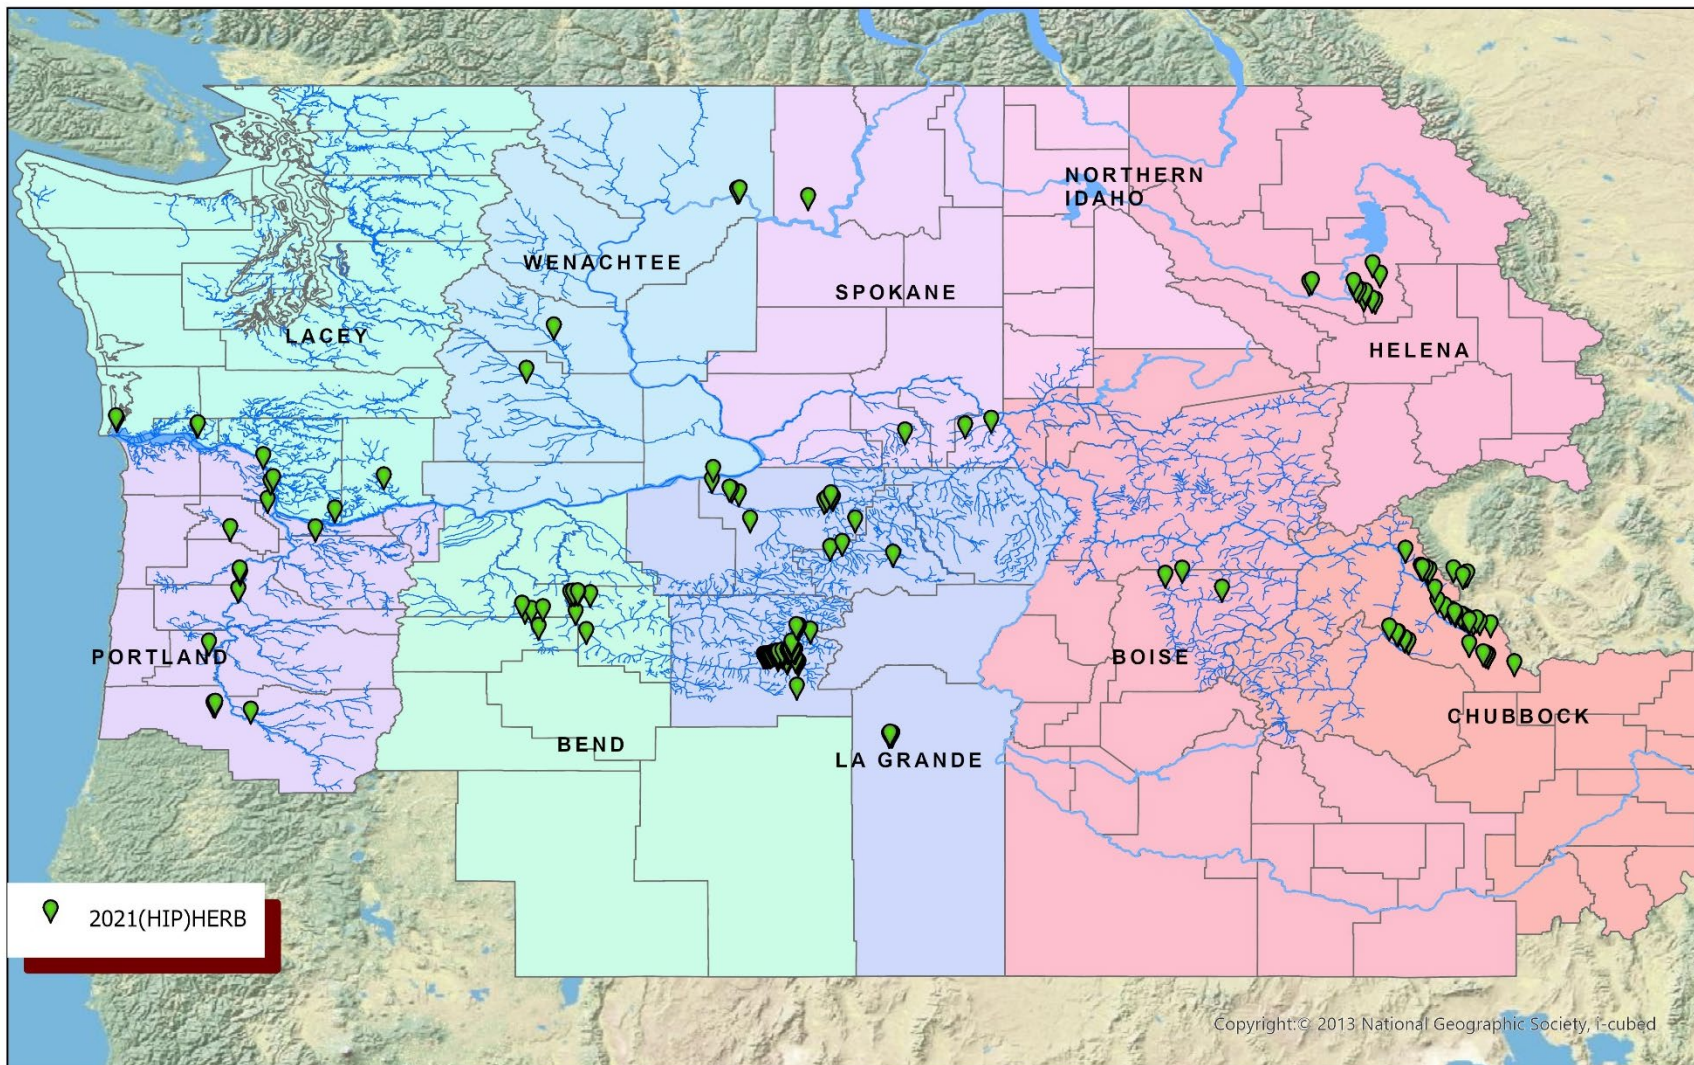 NORTHERN
IDAHO
WENACHTEE
SPOKANE
LACEY
HELENA
PORTLAND
BOISE
CHUBBOCK
BEND
LA GRANDE
2021(HIP)HERB
Copyright:© 2013 National Geographic Society, i-cubed